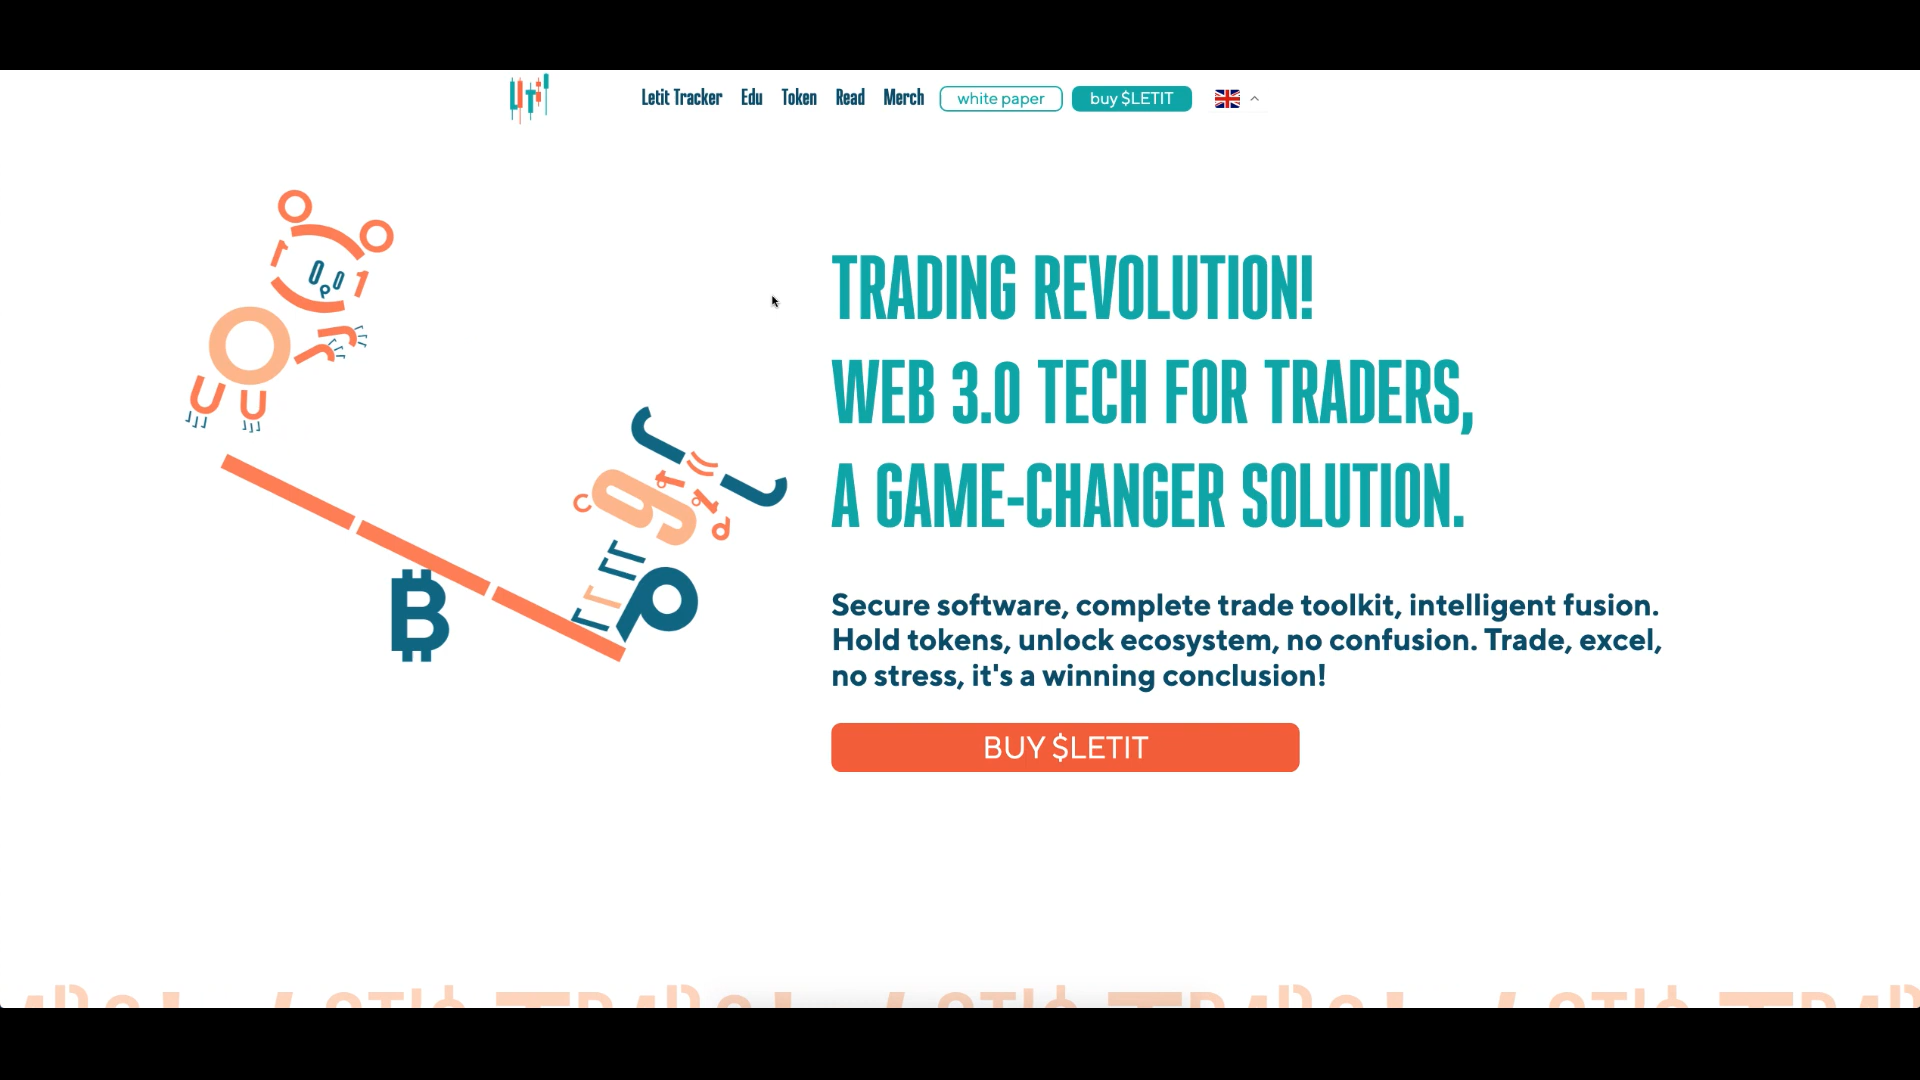 Letit Tracker Edu Token Read Merch white paper buy $LETIT
TRADING REVOLUTION!
WEB 3.0 TECH FOR TRADERS,
A GAME-CHANGER SOLUTION.
Secure software, complete trade toolkit, intelligent fusion.
Hold tokens, unlock ecosystem, no confusion. Trade, excel,
no stress, it's a winning conclusion!
BUY $LETIT